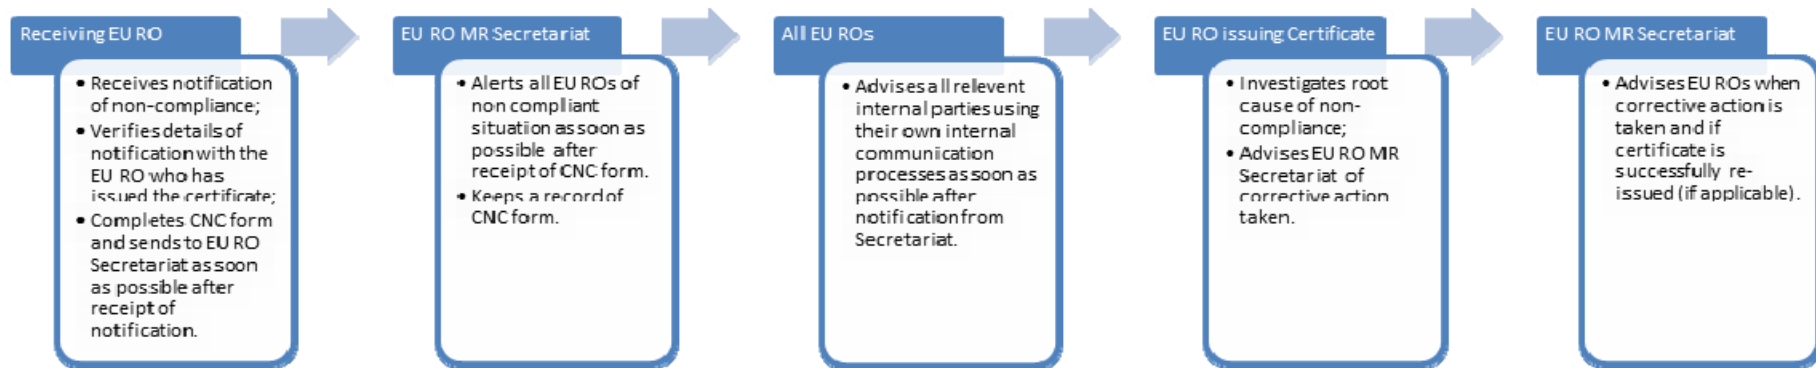 Receiving EU RO
• Receives notification
of non-compliance;
• Verifies details of
notification with the
EU RO who has
issued the certificate;
• Completes CNC form
and sends to EU RO
Secretariat as soon
as possible after
receipt of
notification.
EU RO MR Secretariat
• Alerts all EU ROs of
non compliant
situation as soon as
possible after
receipt of CNC form.
• Keeps a record of
CNC form.
All EU ROs
• Advises all relevent
internal parties using
their own internal
communication
processes as soon as
possible after
notification from
Secretariat.
EU RO issuing Certificate
• Investigates root
cause of non-
compliance;
• Advises EU RO MR
Secretariat of
corrective action
taken.
EU RO MR Secretariat
• Advises EU ROs when
corrective action is
taken and if
certificate is
successfully re-
issued (if applicable).